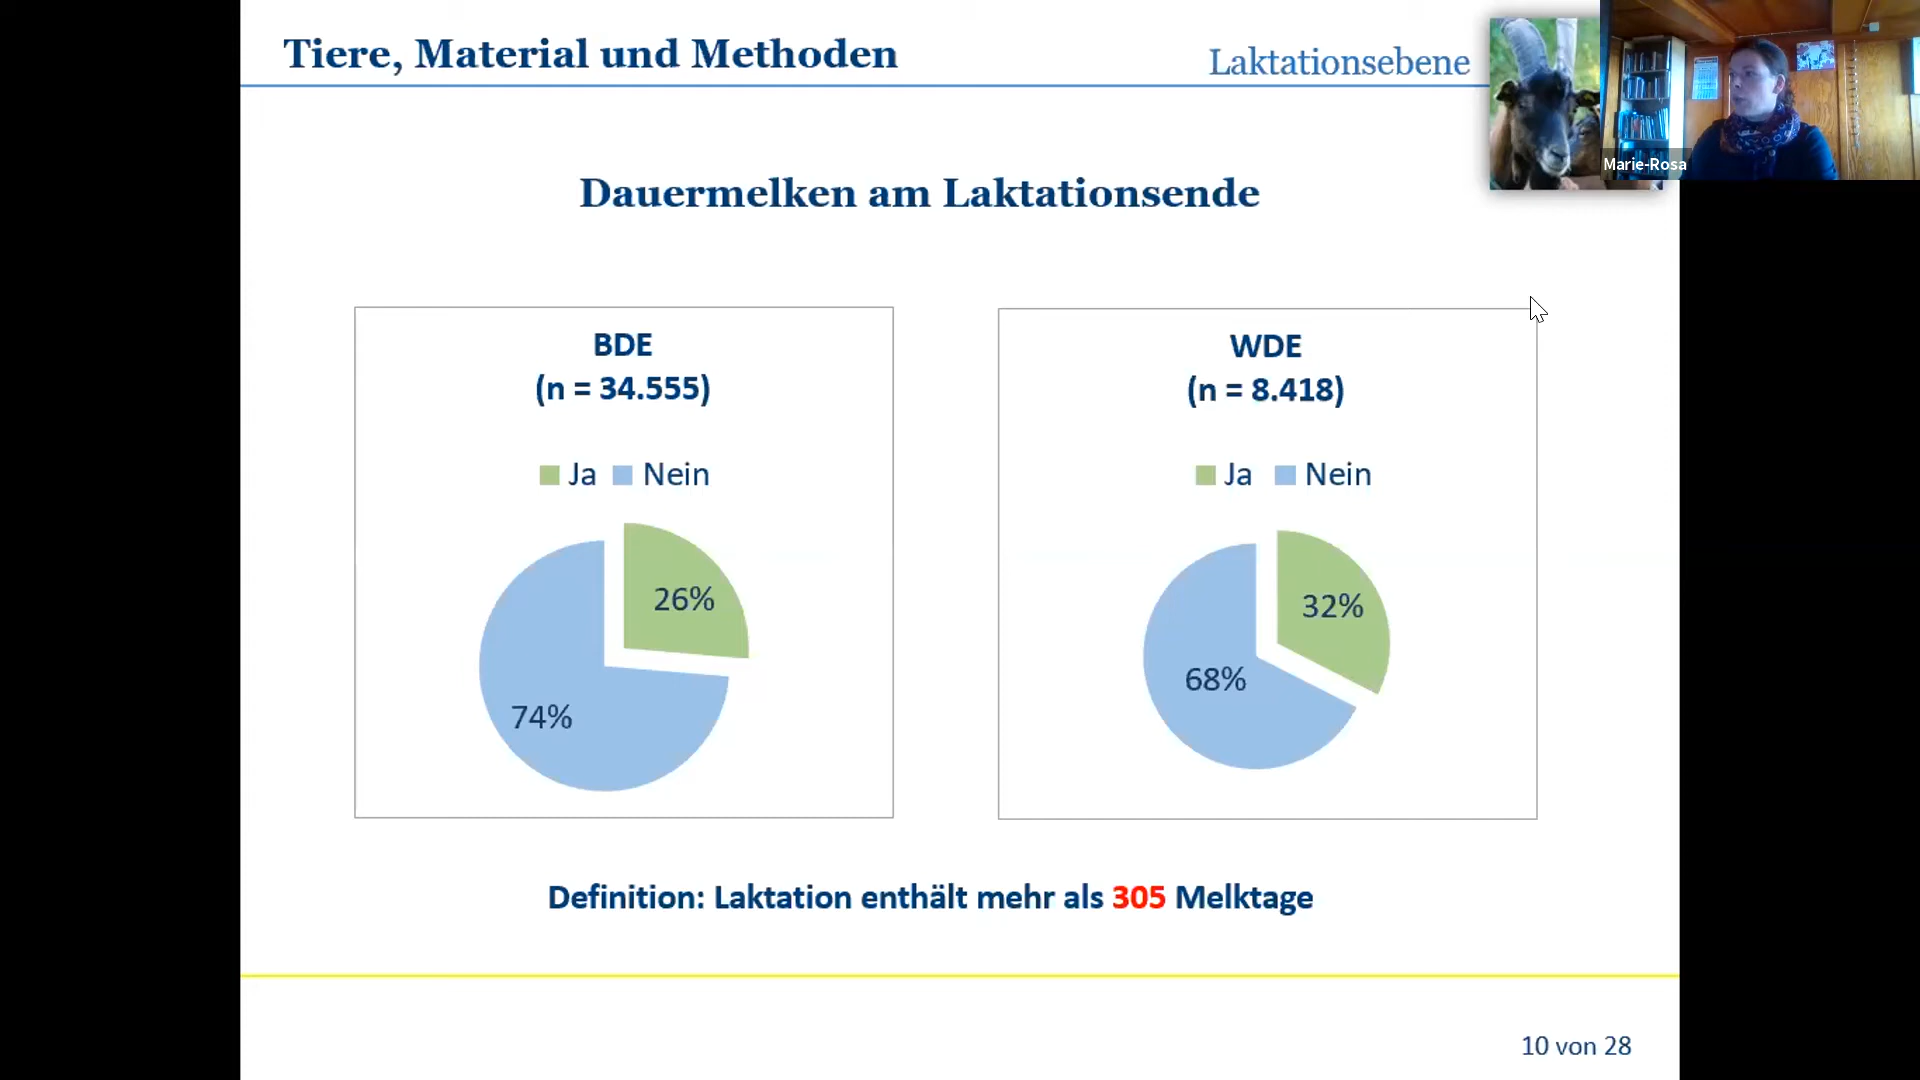 Tiere, Material und Methoden
Laktationsebene
Marie-Rosa
Dauermelken am Laktationsende
BDE
(n = 34.555)
Ja Nein
26%
74%
WDE
(n = 8.418)
Ja Nein
32%
68%
Definition: Laktation enthält mehr als 305 Melktage
10 von 28